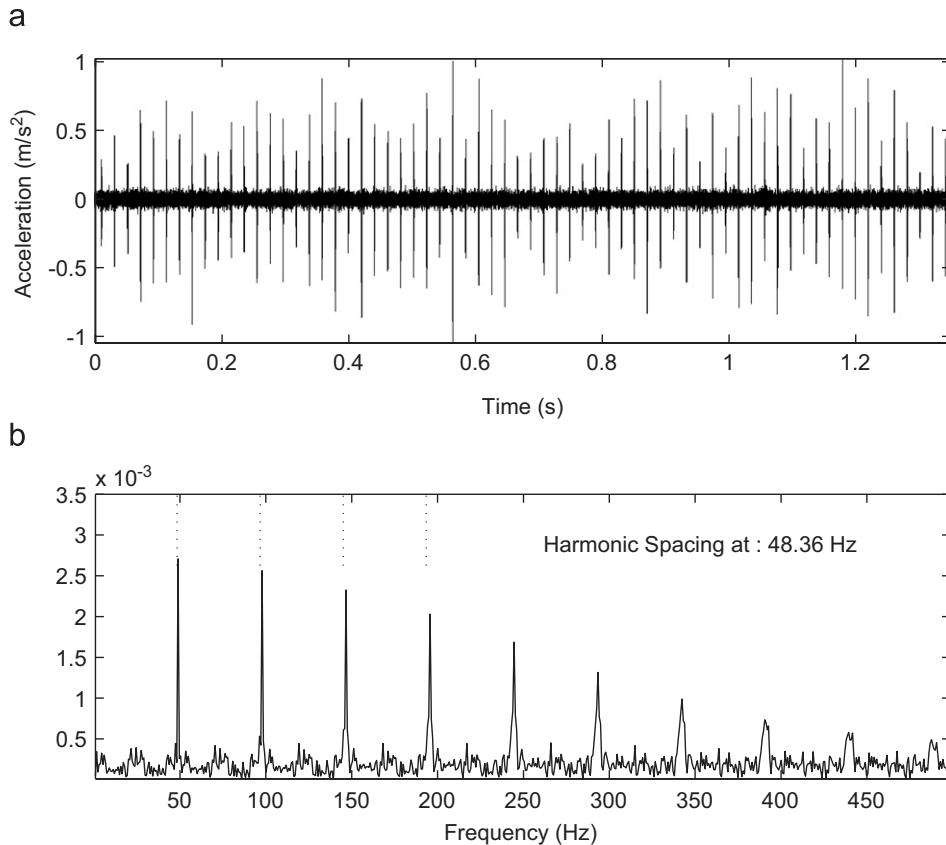 a
1
0.5
0
-0.5
-1
Acceleration (m/s²)
0 0.2 0.4 0.6 0.8 1 1.2
Time (s)
b
x 10⁻³
3.5
3
2.5
2
1.5
1
0.5
Harmonic Spacing at : 48.36 Hz
50 100 150 200 250 300 350 400 450
Frequency (Hz)